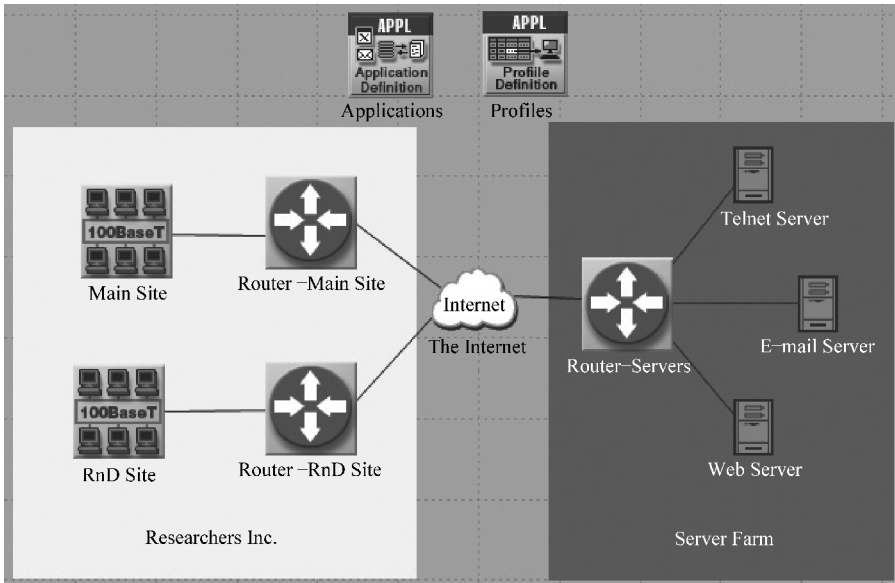 APPL
Application
Definition
Applications
APPL
Profiile
Definition
Profiles
100BaseT
Main Site
Router –Main Site
Internet
The Internet
100BaseT
RnD Site
Router –RnD Site
Researchers Inc.
Router–Servers
Telnet Server
E–mail Server
Web Server
Server Farm